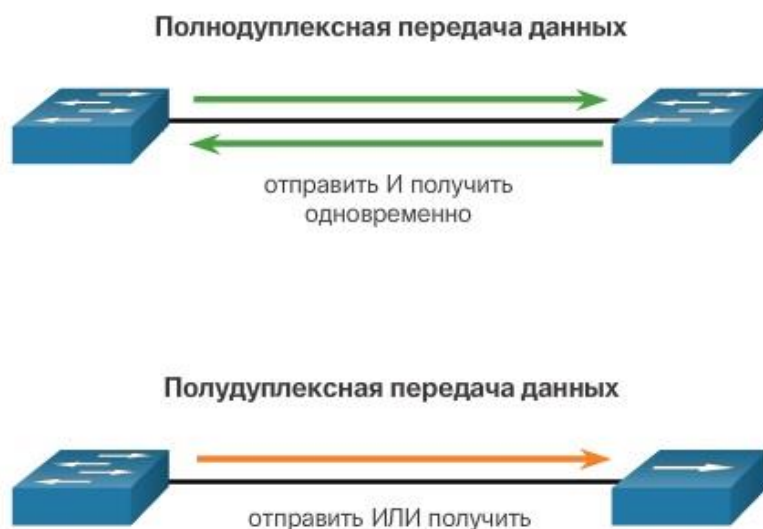 Полнодуплексная передача данных
отправить И получить
одновременно
Полудуплексная передача данных
отправить ИЛИ получить